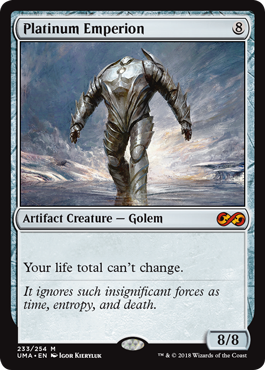 Platinum Emperion 8
Artifact Creature — Golem
Your life total can't change.
It ignores such insignificant forces as
time, entropy, and death.
8/8
233/254 M
UMA • EN Igor Kieryluk
™ & © 2018 Wizards of the Coast